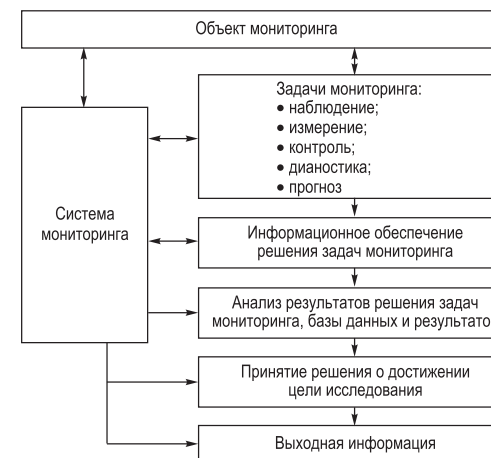 Объект мониторинга
Задачи мониторинга:
• наблюдение;
• измерение;
• контроль;
• дианостика;
• прогноз
Система
мониторинга
Информационное обеспечение
решения задач мониторинга
Анализ результатов решения задач
мониторинга, базы данных и результато
Принятие решения о достижении
цели исследования
Выходная информация